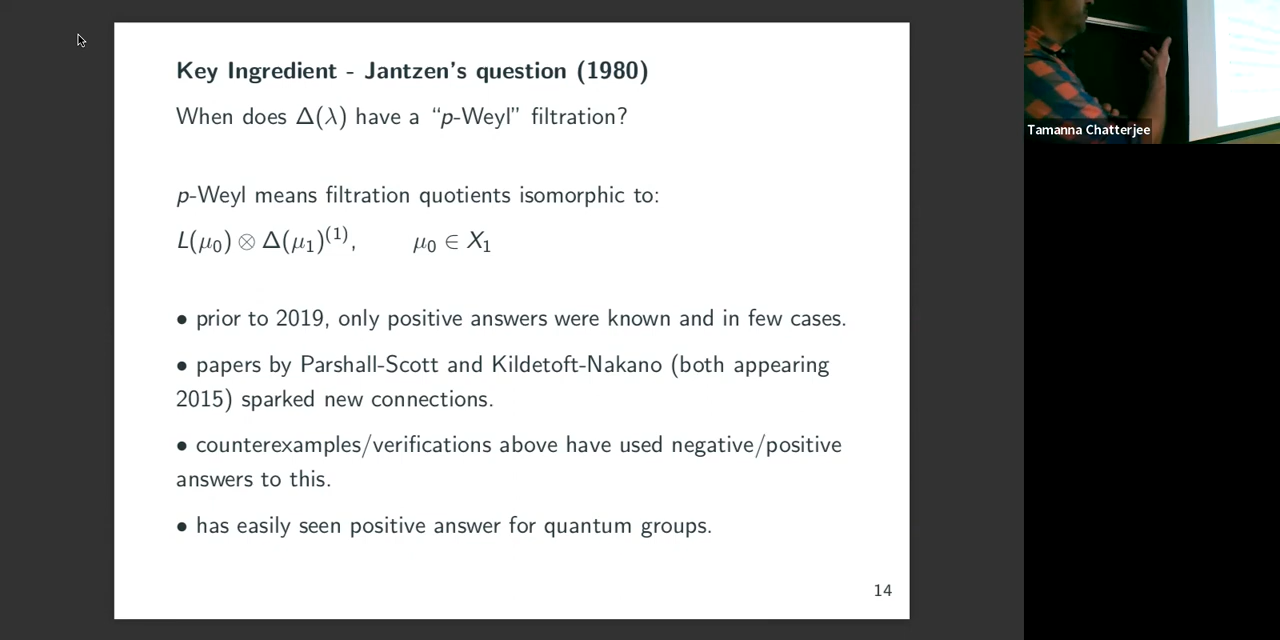 Key Ingredient - Jantzen's question (1980)
When does Δ(λ) have a “p-Weyl” filtration?
p-Weyl means filtration quotients isomorphic to:
L(μ₀) ⊗ Δ(μ₁)⁽¹⁾, μ₀ ∈ X₁
• prior to 2019, only positive answers were known and in few cases.
• papers by Parshall-Scott and Kildetoft-Nakano (both appearing
2015) sparked new connections.
• counterexamples/verifications above have used negative/positive
answers to this.
• has easily seen positive answer for quantum groups.
14
Tamanna Chatterjee